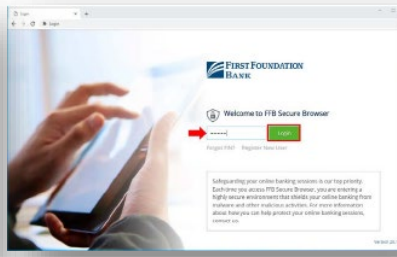 Login
Login
FIRST FOUNDATION
BANK
Welcome to FFB Secure Browser
Login
Forgot PIN? Register New User
Safeguarding your online banking sessions is our top priority.
Each time you access FFB Secure Browser, you are entering a
highly secure environment that shields your online banking from
malware and other malicious activities. For more information
about how you can help protect your online banking sessions,
contact us.